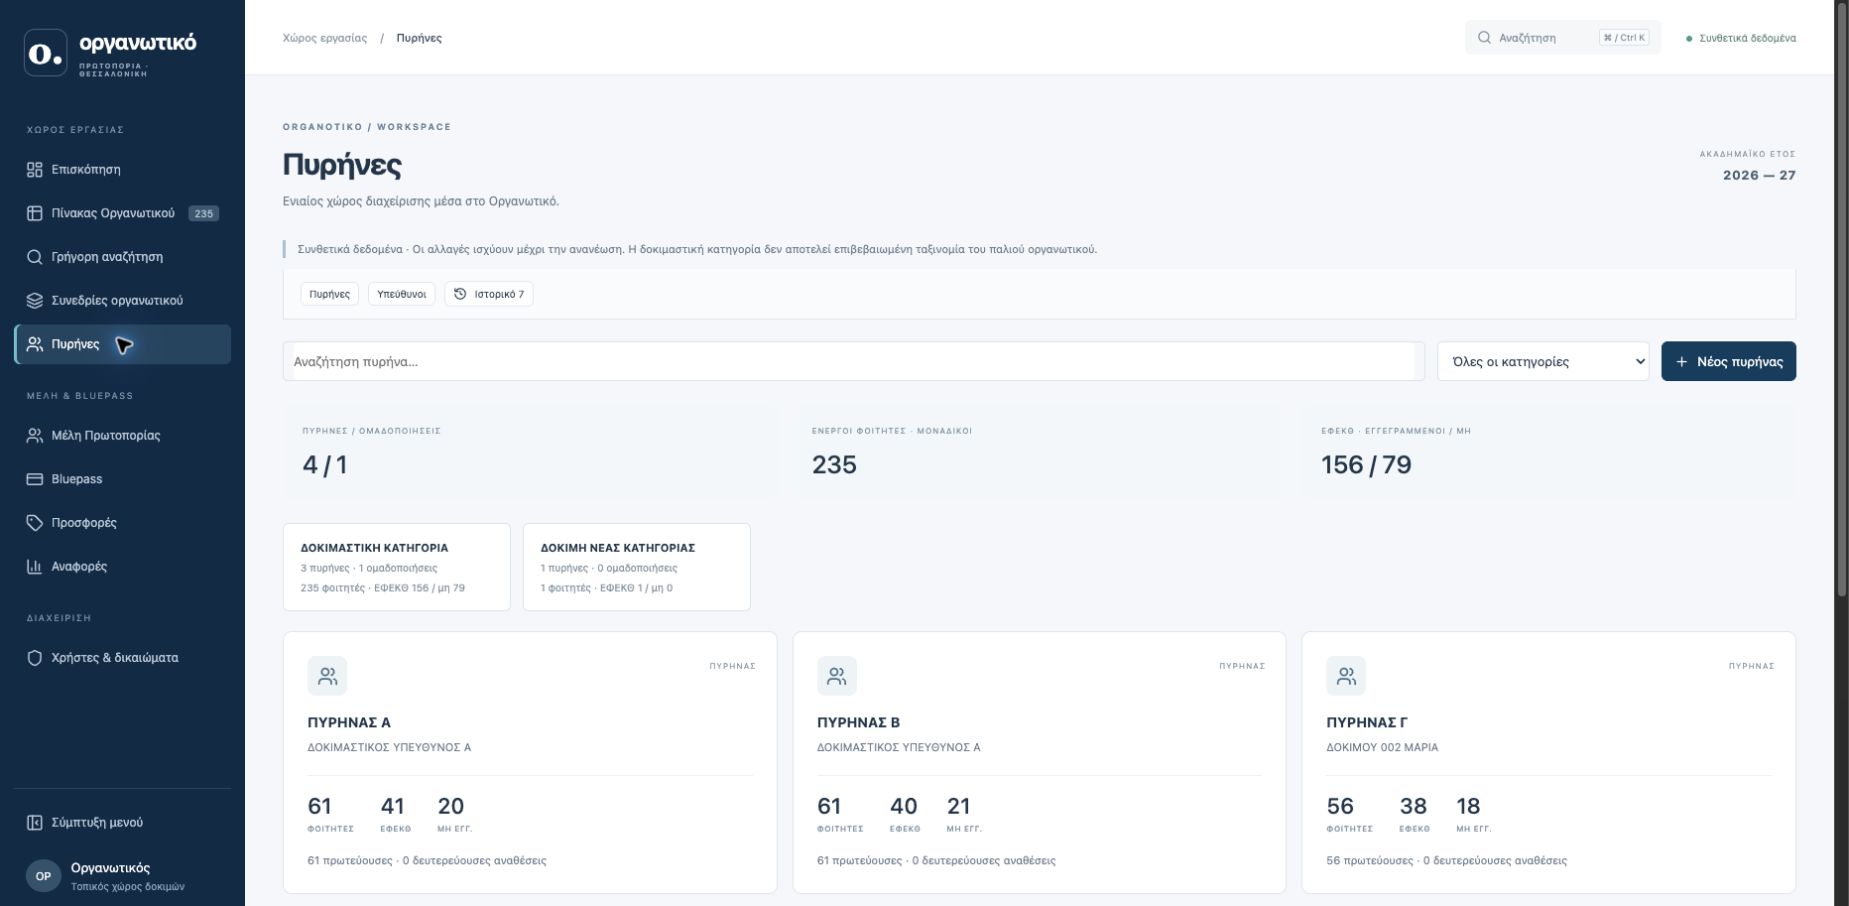 o.
οργανωτικό
ΠΡΩΤΟΠΟΡΙΑ ·
ΘΕΣΣΑΛΟΝΙΚΗ
ΧΩΡΟΣ ΕΡΓΑΣΙΑΣ
Επισκόπηση
Πίνακας Οργανωτικού 235
Γρήγορη αναζήτηση
Συνεδρίες οργανωτικού
Πυρήνες
ΜΕΛΗ & BLUEPASS
Μέλη Πρωτοπορίας
Bluepass
Προσφορές
Αναφορές
ΔΙΑΧΕΙΡΙΣΗ
Χρήστες & δικαιώματα
Σύμπτυξη μενού
OP
Οργανωτικός
Τοπικός χώρος δοκιμών
Χώρος εργασίας / Πυρήνες
Αναζήτηση ⌘ / Ctrl K
Συνθετικά δεδομένα
ORGANOTIKO / WORKSPACE
Πυρήνες
Ενιαίος χώρος διαχείρισης μέσα στο Οργανωτικό.
ΑΚΑΔΗΜΑΪΚΟ ΕΤΟΣ
2026 — 27
Συνθετικά δεδομένα · Οι αλλαγές ισχύουν μέχρι την ανανέωση. Η δοκιμαστική κατηγορία δεν αποτελεί επιβεβαιωμένη ταξινομία του παλιού οργανωτικού.
Πυρήνες Υπεύθυνοι Ιστορικό 7
Αναζήτηση πυρήνα... Όλες οι κατηγορίες + Νέος πυρήνας
ΠΥΡΗΝΕΣ / ΟΜΑΔΟΠΟΙΗΣΕΙΣ
4 / 1
ΕΝΕΡΓΟΙ ΦΟΙΤΗΤΕΣ · ΜΟΝΑΔΙΚΟΙ
235
ΕΦΕΚΘ · ΕΓΓΕΓΡΑΜΜΕΝΟΙ / ΜΗ
156 / 79
ΔΟΚΙΜΑΣΤΙΚΗ ΚΑΤΗΓΟΡΙΑ
3 πυρήνες · 1 ομαδοποιήσεις
235 φοιτητές · ΕΦΕΚΘ 156 / μη 79
ΔΟΚΙΜΗ ΝΕΑΣ ΚΑΤΗΓΟΡΙΑΣ
1 πυρήνες · 0 ομαδοποιήσεις
1 φοιτητές · ΕΦΕΚΘ 1 / μη 0
ΠΥΡΗΝΑΣ
ΠΥΡΗΝΑΣ Α
ΔΟΚΙΜΑΣΤΙΚΟΣ ΥΠΕΥΘΥΝΟΣ Α
61 41 20
ΦΟΙΤΗΤΕΣ ΕΦΕΚΘ ΜΗ ΕΓΓ.
61 πρωτεύουσες · 0 δευτερεύουσες αναθέσεις
ΠΥΡΗΝΑΣ
ΠΥΡΗΝΑΣ Β
ΔΟΚΙΜΑΣΤΙΚΟΣ ΥΠΕΥΘΥΝΟΣ Α
61 40 21
ΦΟΙΤΗΤΕΣ ΕΦΕΚΘ ΜΗ ΕΓΓ.
61 πρωτεύουσες · 0 δευτερεύουσες αναθέσεις
ΠΥΡΗΝΑΣ
ΠΥΡΗΝΑΣ Γ
ΔΟΚΙΜΟΥ 002 ΜΑΡΙΑ
56 38 18
ΦΟΙΤΗΤΕΣ ΕΦΕΚΘ ΜΗ ΕΓΓ.
56 πρωτεύουσες · 0 δευτερεύουσες αναθέσεις